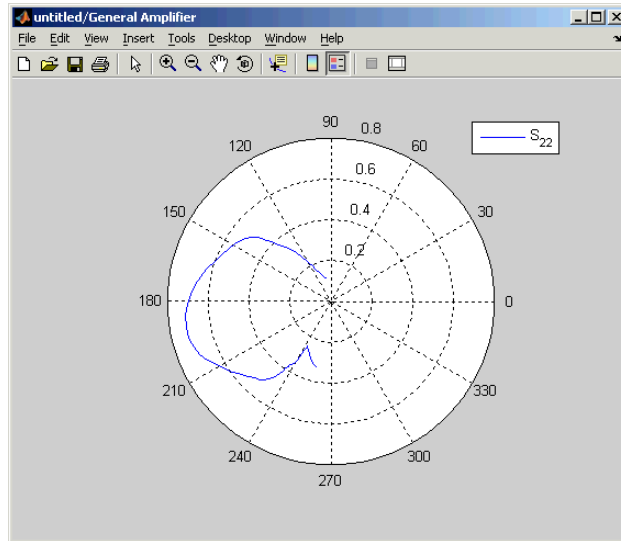 untitled/General Amplifier
File Edit View Insert Tools Desktop Window Help
90 0.8
120 60
0.6
S22
150 0.4 30
0.2
180 0
210 330
240 300
270